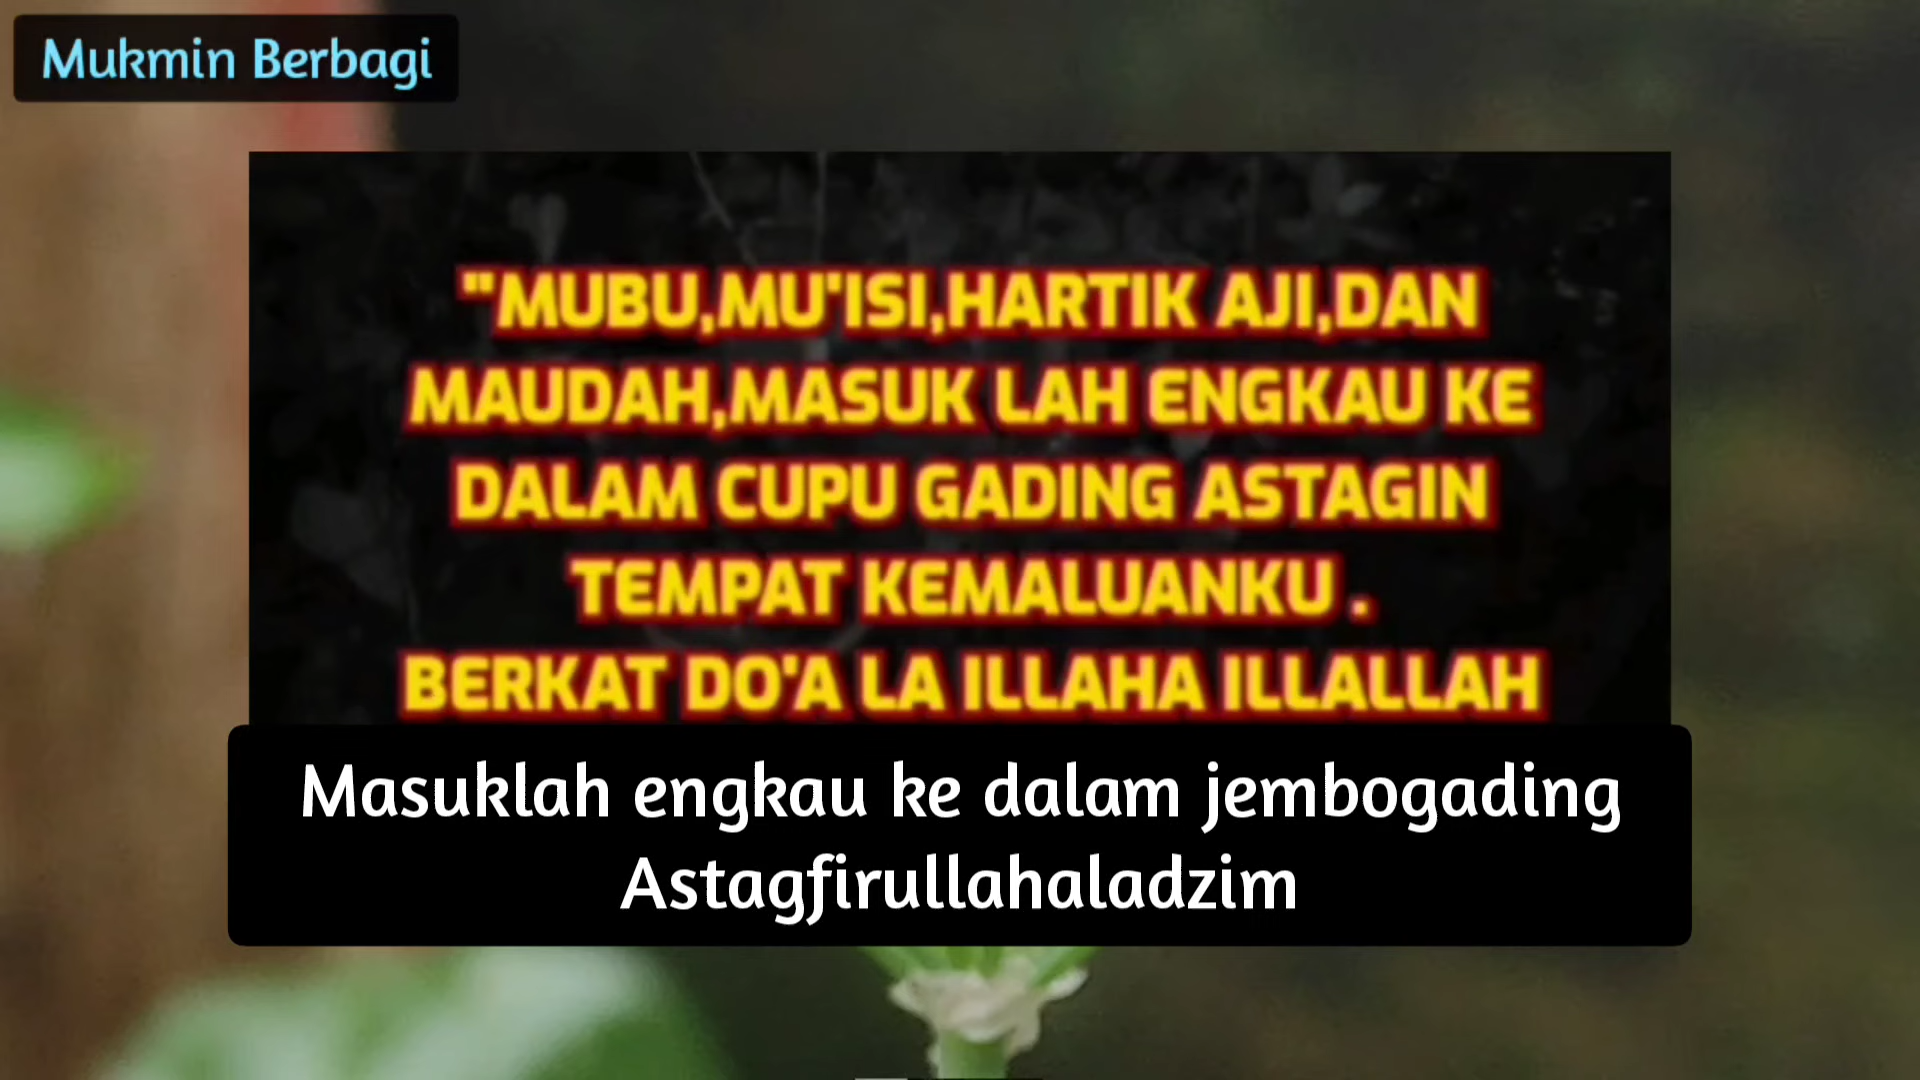 Mukmin Berbagi
"MUBU,MU'ISI,HARTIK AJI,DAN
MAUDAH,MASUK LAH ENGKAU KE
DALAM CUPU GADING ASTAGIN
TEMPAT KEMALUANKU .
BERKAT DO'A LA ILLAHA ILLALLAH
Masuklah engkau ke dalam jembogading
Astagfirullahaladzim